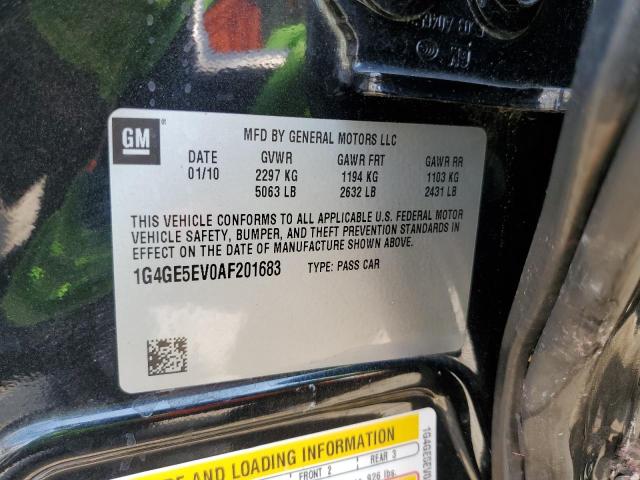 GM
MFD BY GENERAL MOTORS LLC
DATE GVWR GAWR FRT GAWR RR
01/10 2297 KG 1194 KG 1103 KG
5063 LB 2632 LB 2431 LB
THIS VEHICLE CONFORMS TO ALL APPLICABLE U.S. FEDERAL MOTOR
VEHICLE SAFETY, BUMPER, AND THEFT PREVENTION STANDARDS IN
EFFECT ON THE DATE OF MANUFACTURE SHOWN ABOVE.
1G4GE5EV0AF201683 TYPE: PASS CAR
AND LOADING INFORMATION
FRONT 2 REAR 3
926 lbs.
1G4GE5EV0